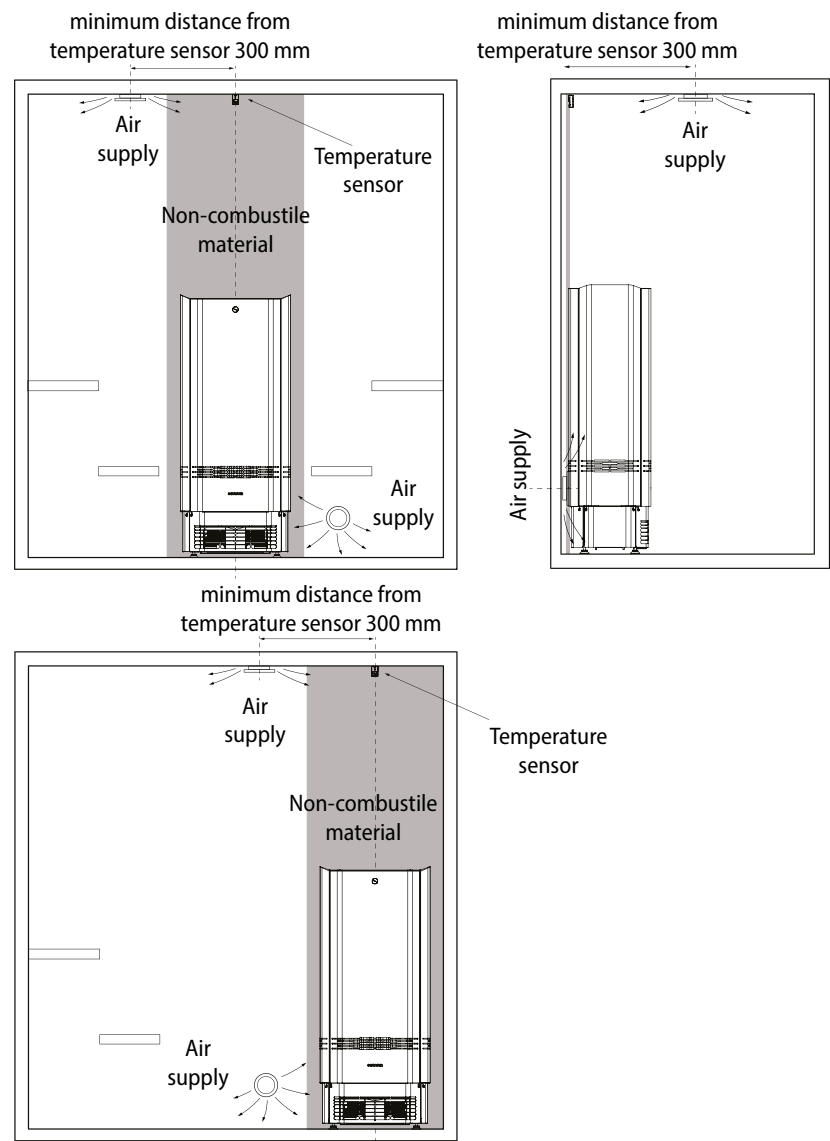 minimum distance from
temperature sensor 300 mm
Air
supply
Temperature
sensor
Non-combustile
material
Air
supply
minimum distance from
temperature sensor 300 mm
Air
supply
Air supply
minimum distance from
temperature sensor 300 mm
Air
supply
Temperature
sensor
Non-combustile
material
Air
supply